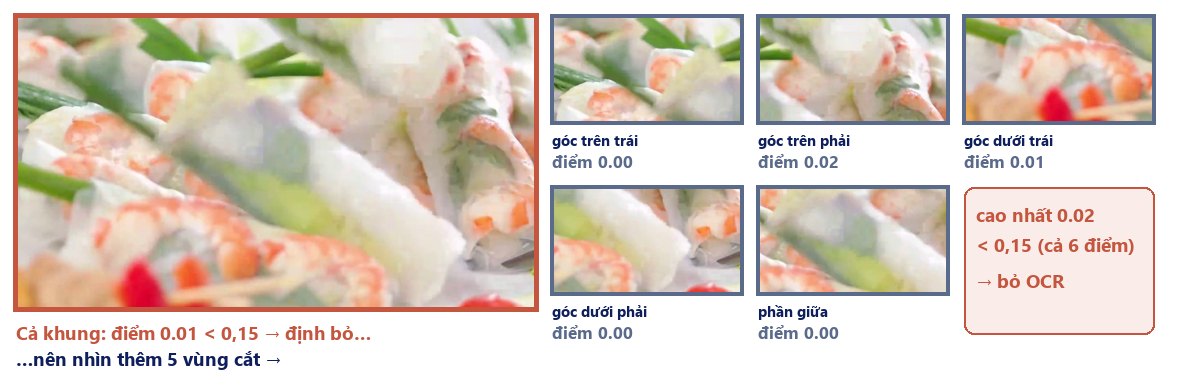 Cả khung: điểm 0.01 < 0,15 → định bỏ...
...nên nhìn thêm 5 vùng cắt →
góc trên trái
điểm 0.00
góc trên phải
điểm 0.02
góc dưới trái
điểm 0.01
góc dưới phải
điểm 0.00
phần giữa
điểm 0.00
cao nhất 0.02
< 0,15 (cả 6 điểm)
→ bỏ OCR